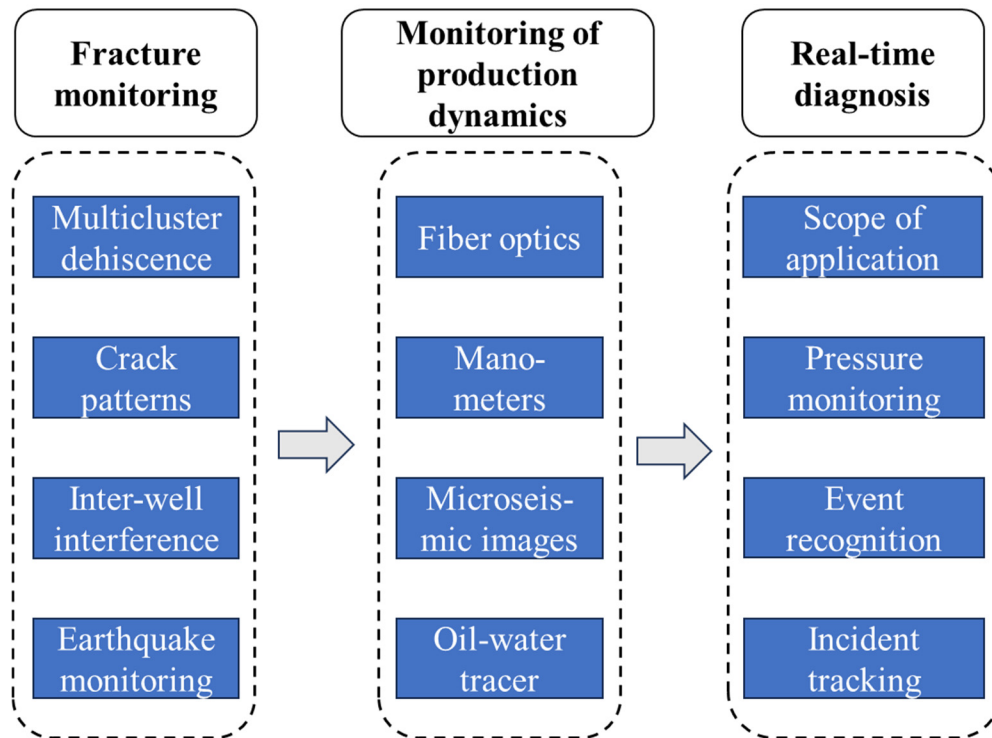 Fracture
monitoring
Multicluster
dehiscence
Crack
patterns
Inter-well
interference
Earthquake
monitoring
Monitoring of
production
dynamics
Fiber optics
Mano-
meters
Microseis-
mic images
Oil-water
tracer
Real-time
diagnosis
Scope of
application
Pressure
monitoring
Event
recognition
Incident
tracking